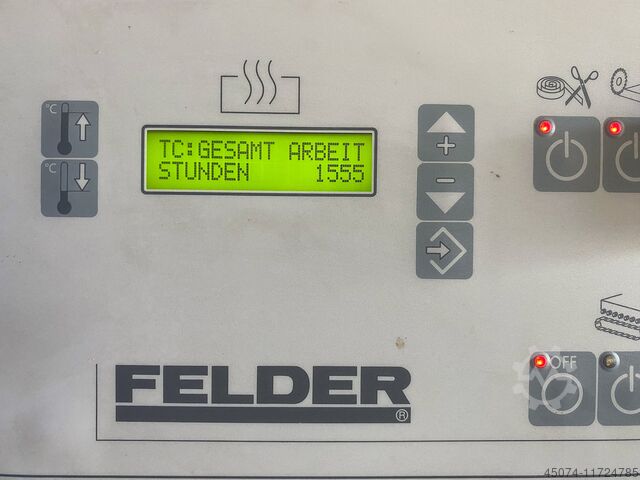 °C
°C
TC:GESAMT ARBEIT
STUNDEN 1555
+
-
OFF
FELDER
®
45074-11724785